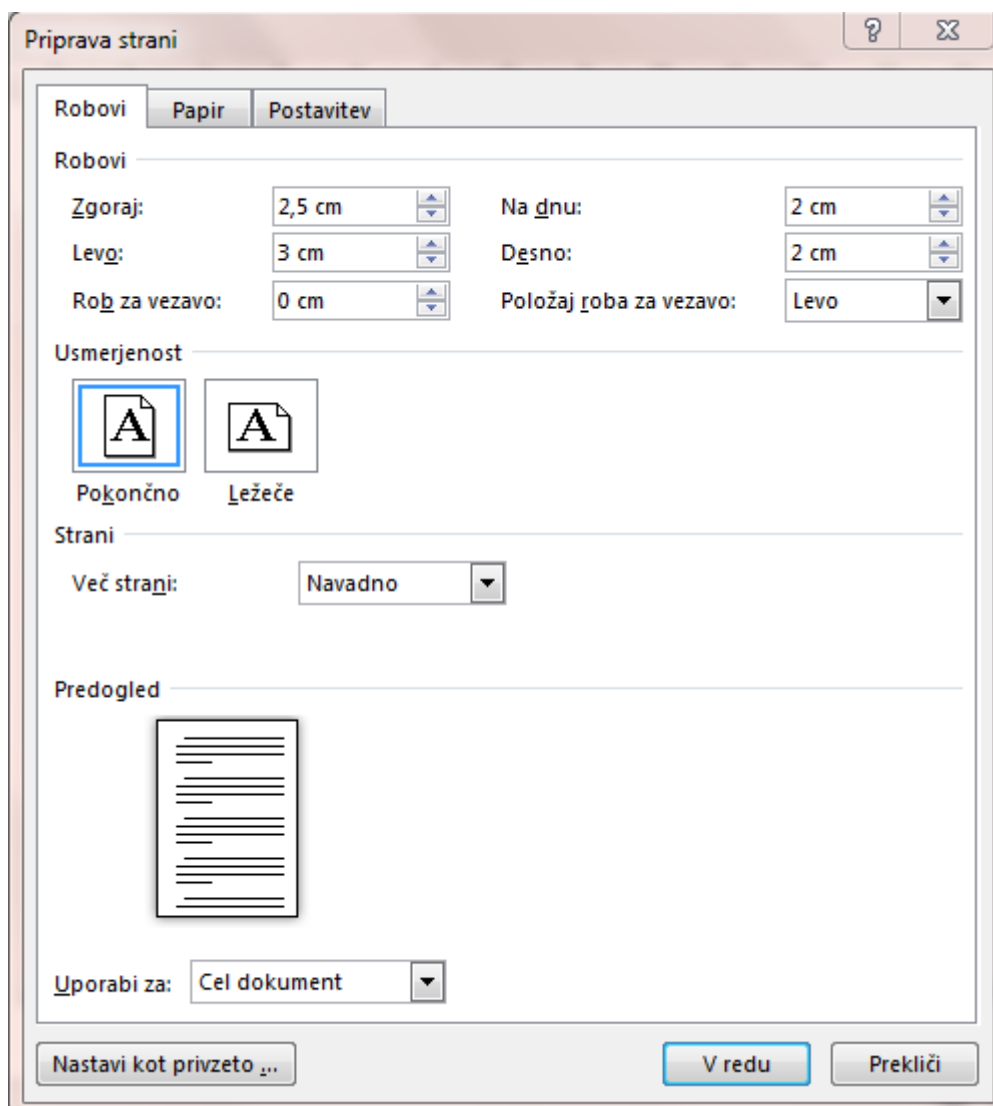 Priprava strani
Robovi Papir Postavitev
Robovi
Zgoraj: 2,5 cm Na dnu: 2 cm
Levo: 3 cm Desno: 2 cm
Rob za vezavo: 0 cm Položaj roba za vezavo: Levo
Usmerjenost
A A
Pokončno Ležeče
Strani
Več strani: Navadno
Predogled
Uporabi za: Cel dokument
Nastavi kot privzeto ... V redu Prekliči